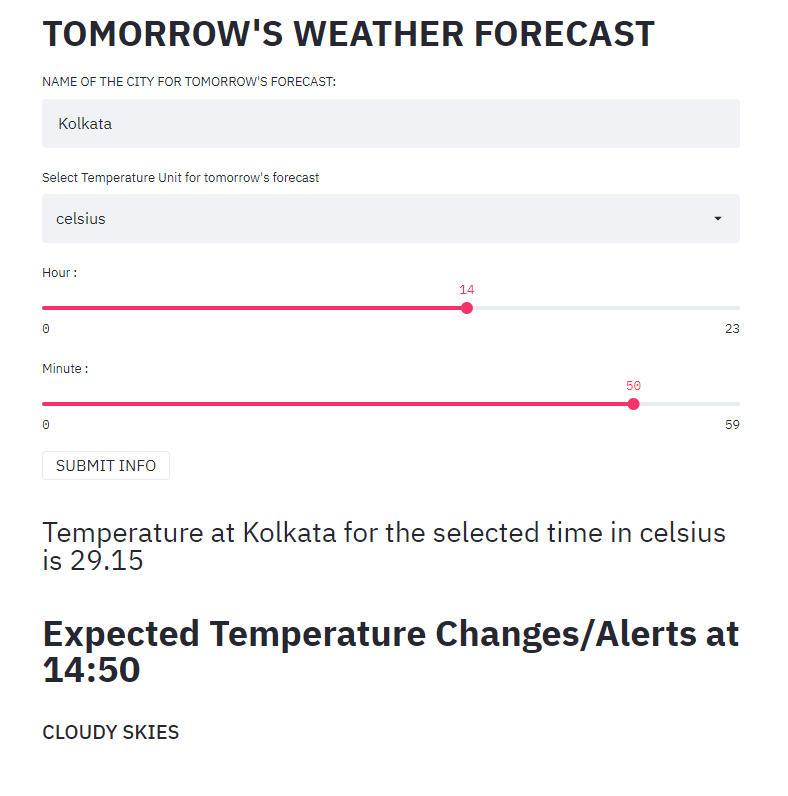 TOMORROW'S WEATHER FORECAST
NAME OF THE CITY FOR TOMORROW'S FORECAST:
Kolkata
Select Temperature Unit for tomorrow's forecast
celsius
Hour :
14
0 23
Minute :
50
0 59
SUBMIT INFO
Temperature at Kolkata for the selected time in celsius
is 29.15
Expected Temperature Changes/Alerts at
14:50
CLOUDY SKIES